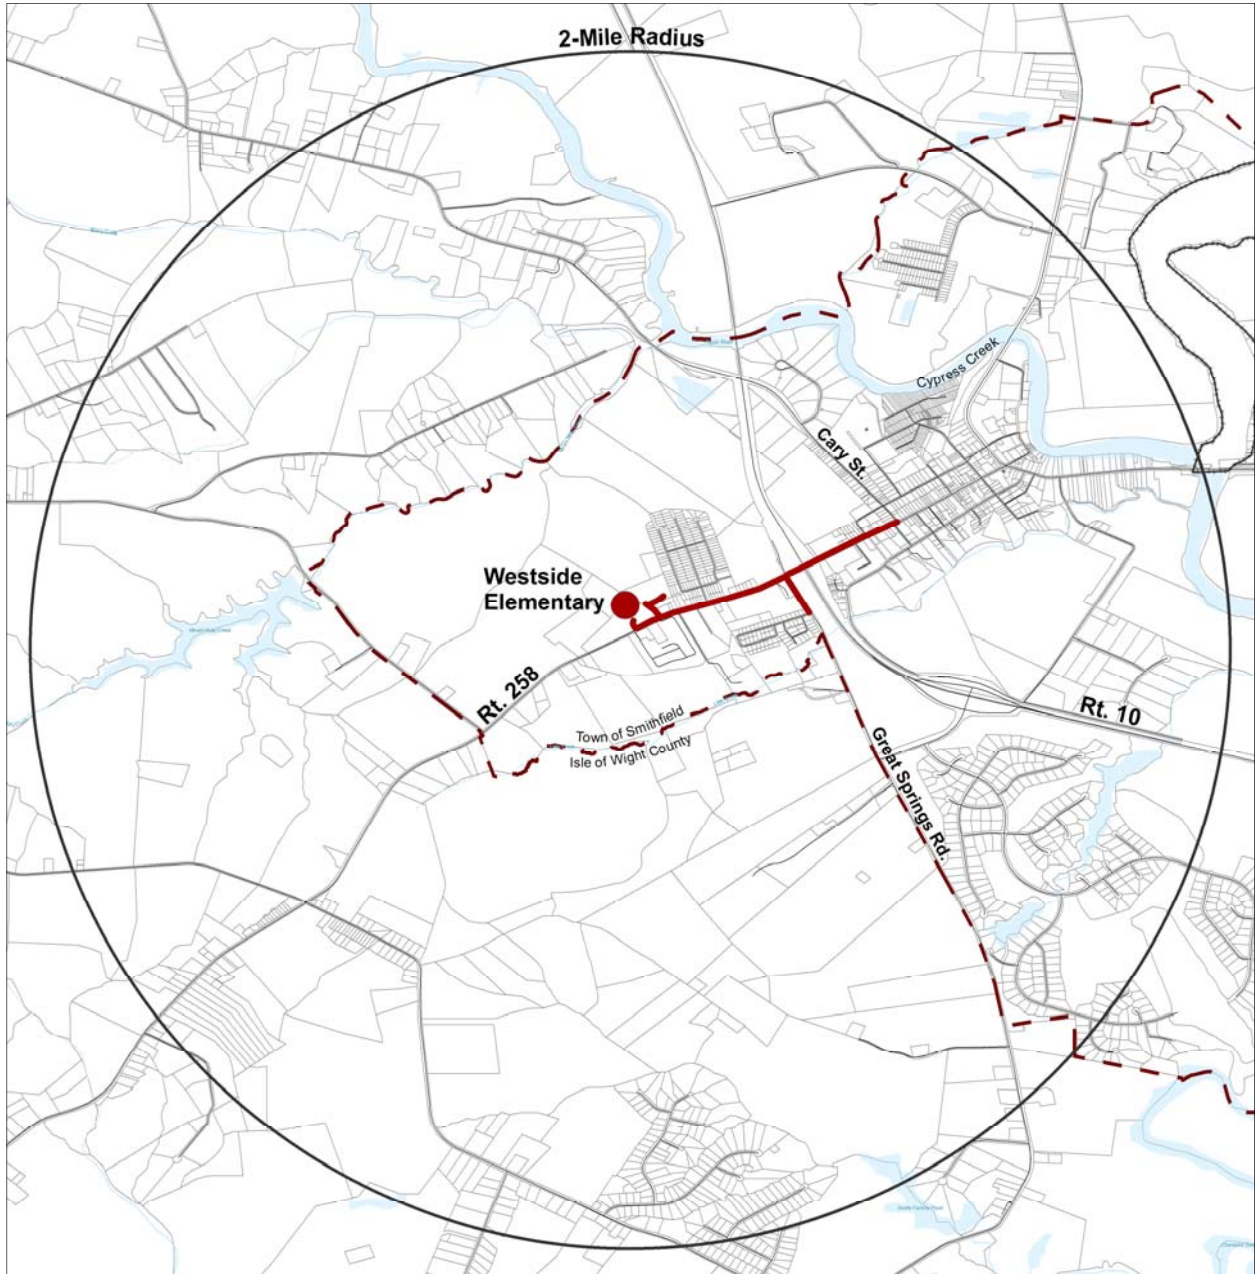 2-Mile Radius
Cypress Creek
Cary St.
Westside
Elementary
Rt. 258
Town of Smithfield
Isle of Wight County
Rt. 10
Great Springs Rd.